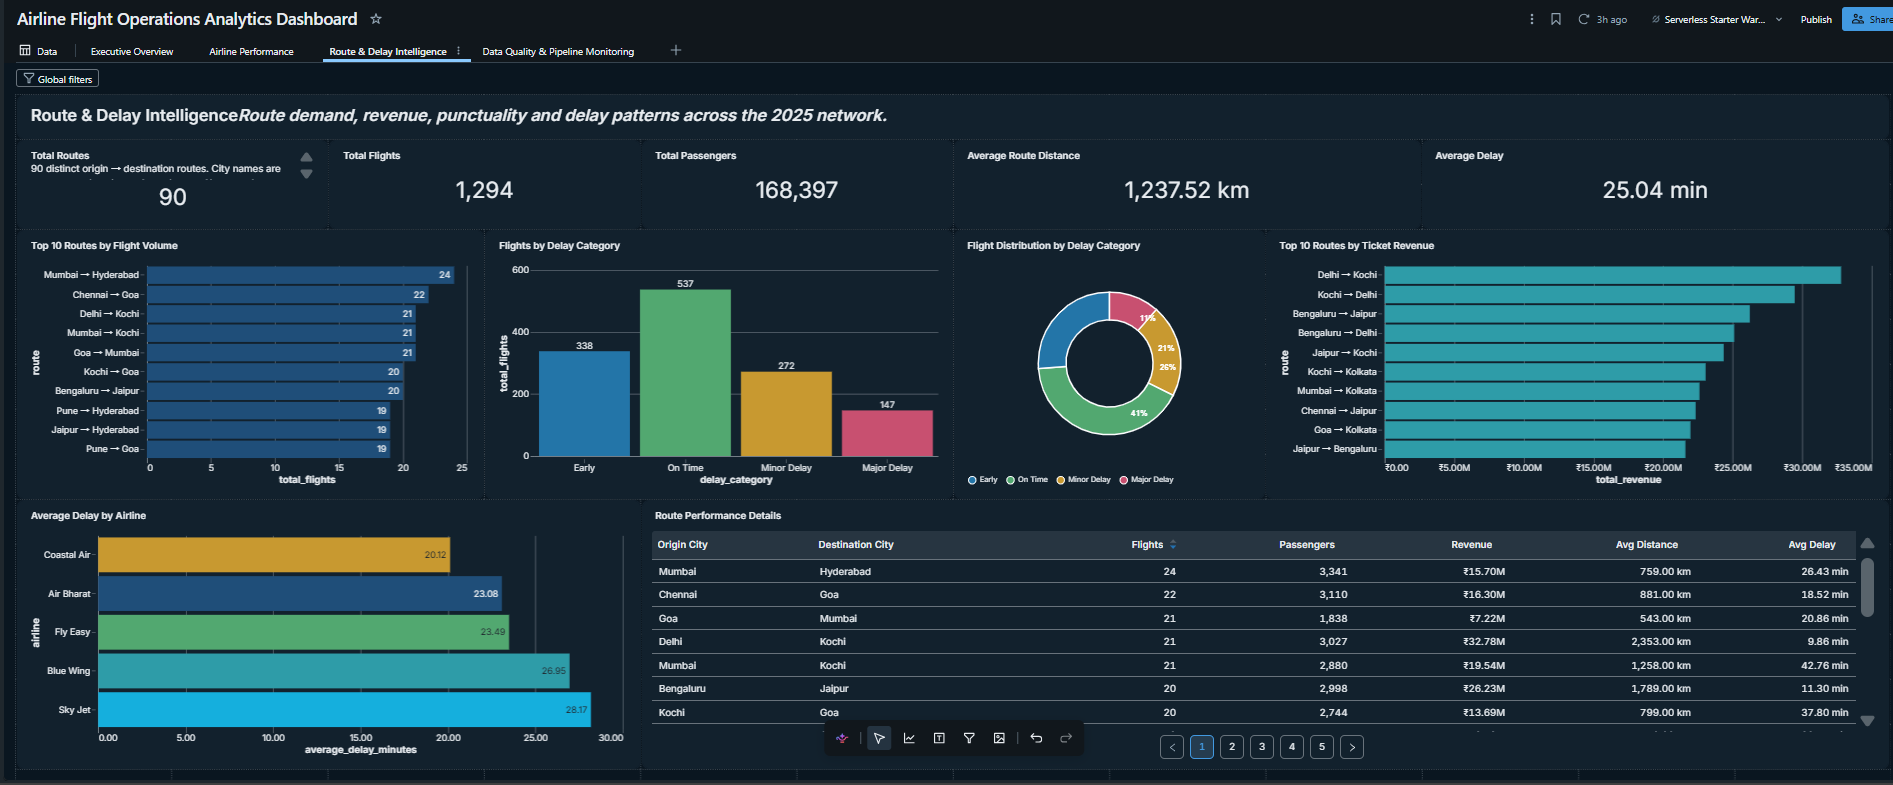 Airline Flight Operations Analytics Dashboard
3h ago
Serverless Starter War...
Publish
Share
Data
Executive Overview
Airline Performance
Route & Delay Intelligence
Data Quality & Pipeline Monitoring
Global filters
Route & Delay IntelligenceRoute demand, revenue, punctuality and delay patterns across the 2025 network.
Total Routes
90 distinct origin → destination routes. City names are
90
Total Flights
1,294
Total Passengers
168,397
Average Route Distance
1,237.52 km
Average Delay
25.04 min
Top 10 Routes by Flight Volume
route
Mumbai → Hyderabad 24
Chennai → Goa 22
Delhi → Kochi 21
Mumbai → Kochi 21
Goa → Mumbai 21
Kochi → Goa 20
Bengaluru → Jaipur 20
Pune → Hyderabad 19
Jaipur → Hyderabad 19
Pune → Goa 19
0 5 10 15 20 25
total_flights
Flights by Delay Category
total_flights
600
400
200
0
338
537
272
147
Early On Time Minor Delay Major Delay
delay_category
Flight Distribution by Delay Category
11%
21%
26%
41%
Early On Time Minor Delay Major Delay
Top 10 Routes by Ticket Revenue
route
Delhi → Kochi
Kochi → Delhi
Bengaluru → Jaipur
Bengaluru → Delhi
Jaipur → Kochi
Kochi → Kolkata
Mumbai → Kolkata
Chennai → Jaipur
Goa → Kolkata
Jaipur → Bengaluru
₹0.00 ₹5.00M ₹10.00M ₹15.00M ₹20.00M ₹25.00M ₹30.00M ₹35.00M
total_revenue
Average Delay by Airline
airline
Coastal Air 20.12
Air Bharat 23.08
Fly Easy 23.49
Blue Wing 26.95
Sky Jet 28.17
0.00 5.00 10.00 15.00 20.00 25.00 30.00
average_delay_minutes
Route Performance Details
Origin City Destination City Flights Passengers Revenue Avg Distance Avg Delay
Mumbai Hyderabad 24 3,341 ₹15.70M 759.00 km 26.43 min
Chennai Goa 22 3,110 ₹16.30M 881.00 km 18.52 min
Goa Mumbai 21 1,838 ₹7.22M 543.00 km 20.86 min
Delhi Kochi 21 3,027 ₹32.78M 2,353.00 km 9.86 min
Mumbai Kochi 21 2,880 ₹19.54M 1,258.00 km 42.76 min
Bengaluru Jaipur 20 2,998 ₹26.23M 1,789.00 km 11.30 min
Kochi Goa 20 2,744 ₹13.69M 799.00 km 37.80 min
1 2 3 4 5